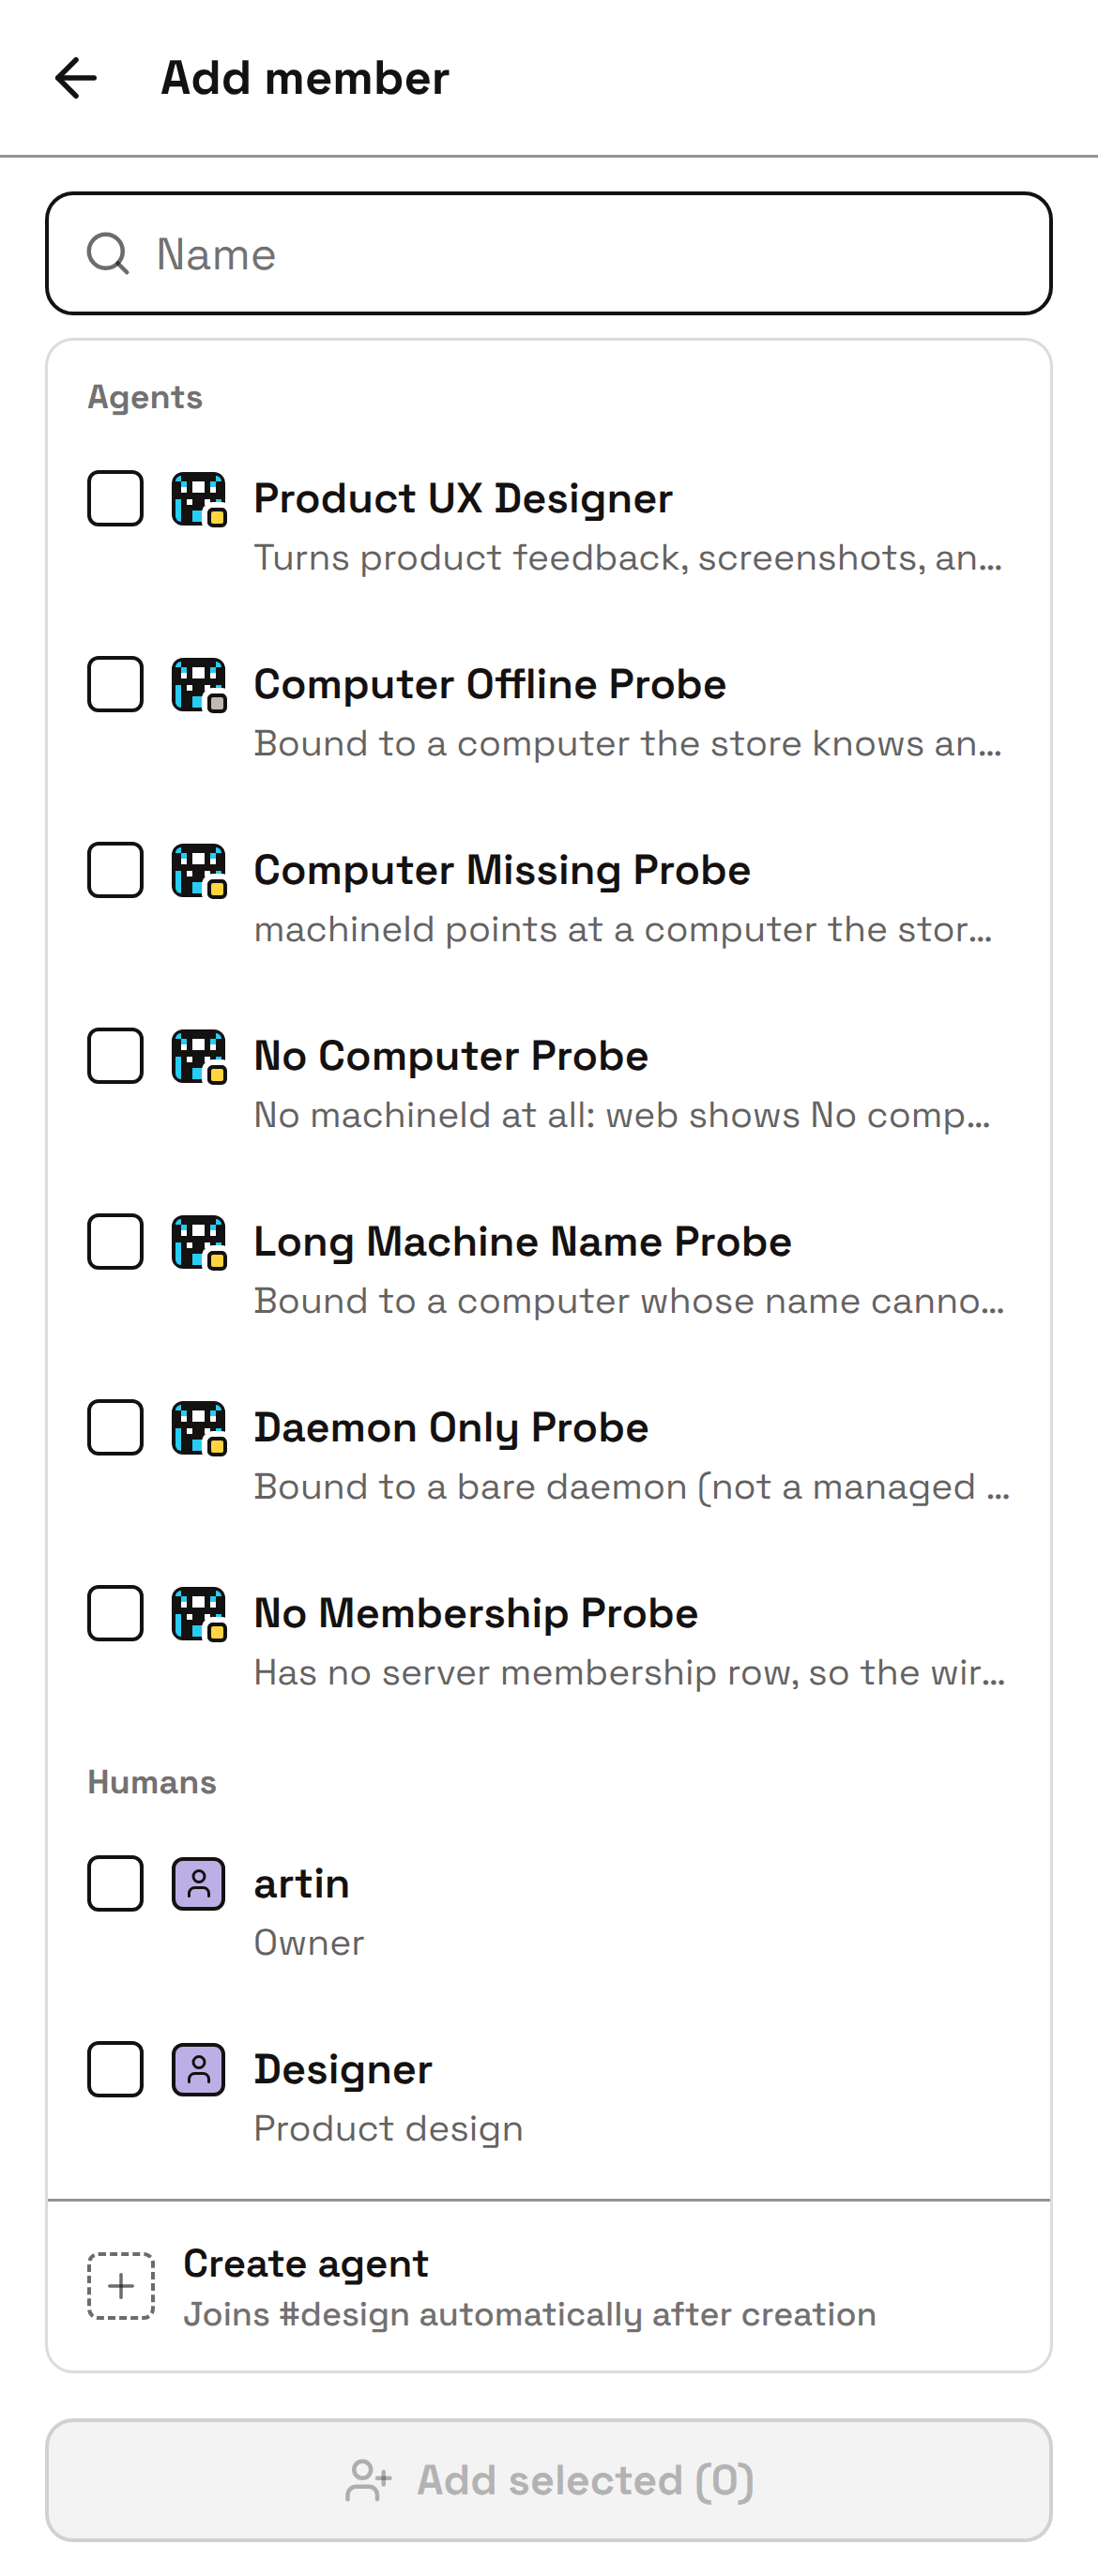 Add member
Name
Agents
Product UX Designer
Turns product feedback, screenshots, an...
Computer Offline Probe
Bound to a computer the store knows an...
Computer Missing Probe
machineId points at a computer the stor...
No Computer Probe
No machineId at all: web shows No comp...
Long Machine Name Probe
Bound to a computer whose name canno...
Daemon Only Probe
Bound to a bare daemon (not a managed ...
No Membership Probe
Has no server membership row, so the wir...
Humans
artin
Owner
Designer
Product design
Create agent
Joins #design automatically after creation
Add selected (0)